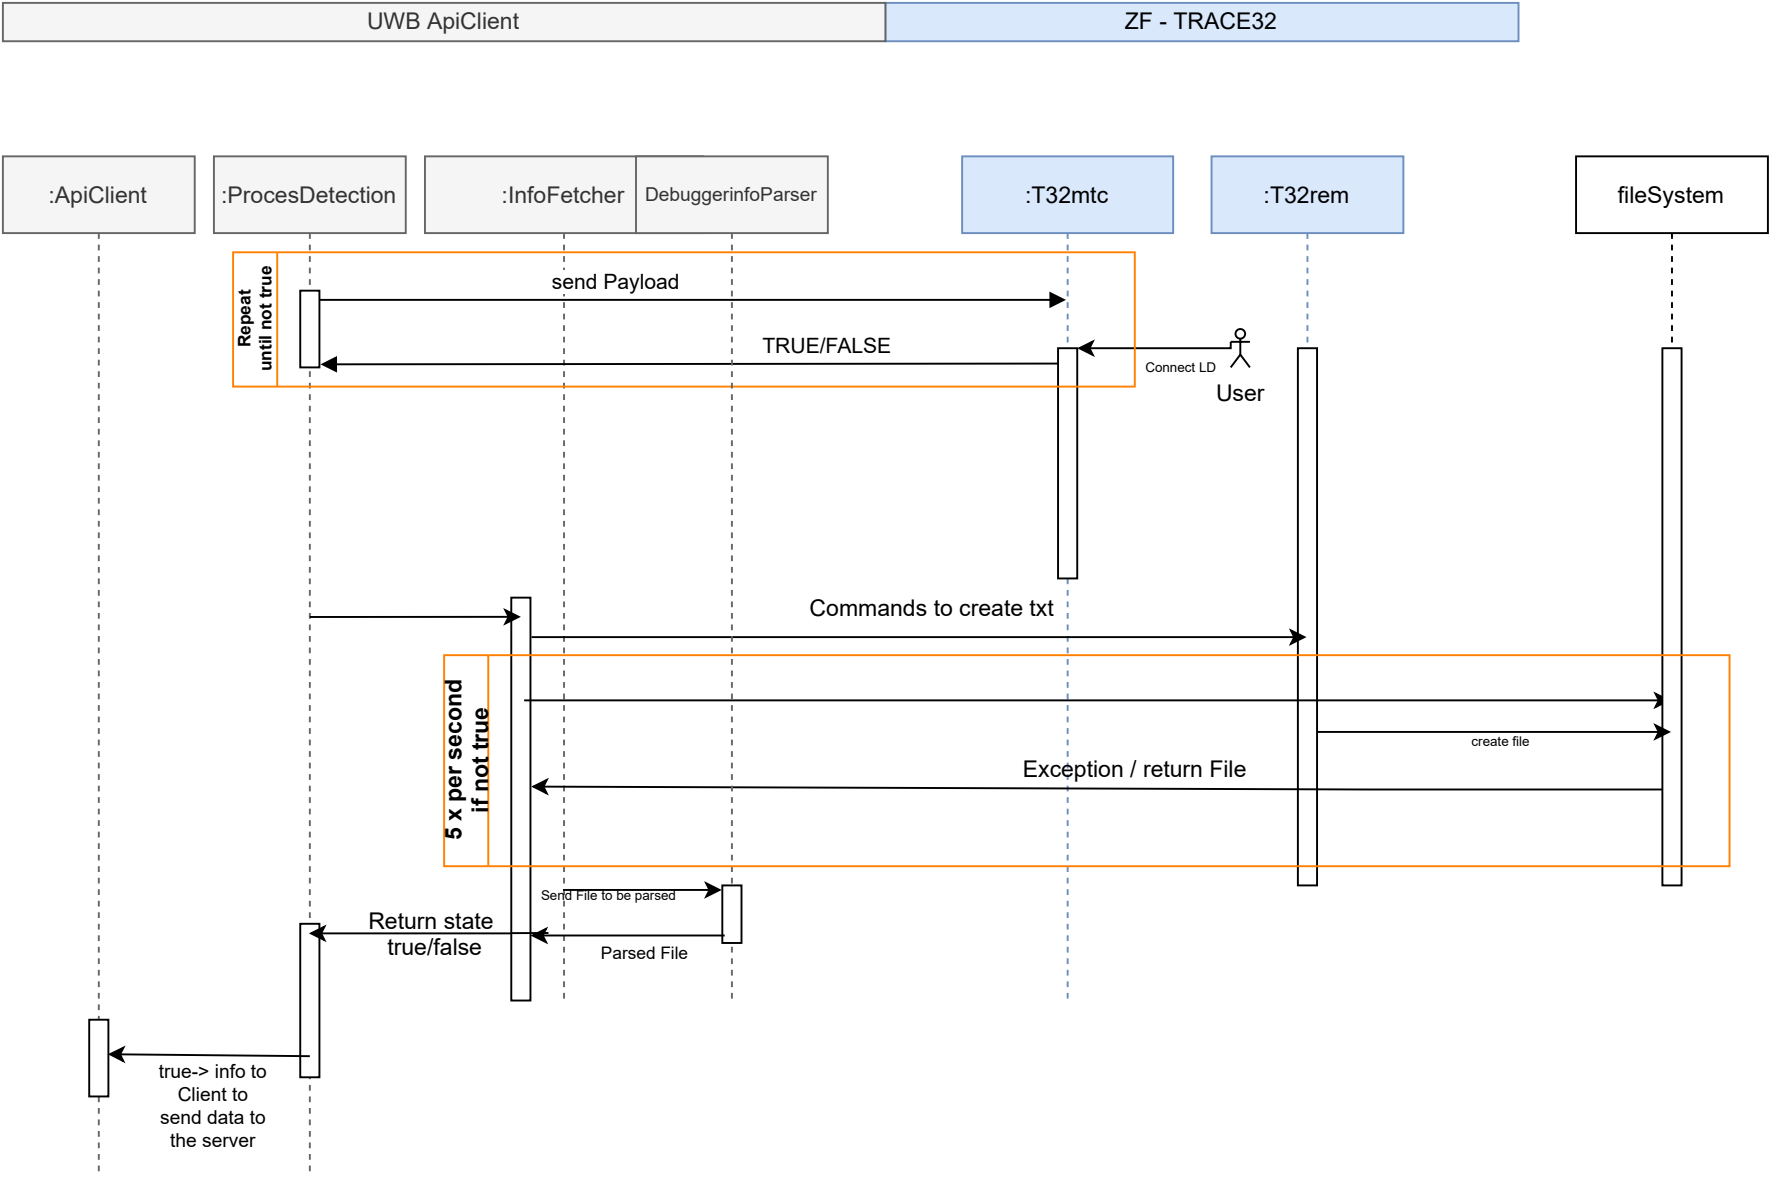 UWB ApiClient
ZF - TRACE32
:ApiClient
:ProcesDetection
:InfoFetcher
DebuggerinfoParser
:T32mtc
:T32rem
fileSystem
Repeat
until not true
send Payload
TRUE/FALSE
Connect LD
User
Commands to create txt
5 x per second
if not true
create file
Exception / return File
Send File to be parsed
Return state
true/false
Parsed File
true-> info to
Client to
send data to
the server